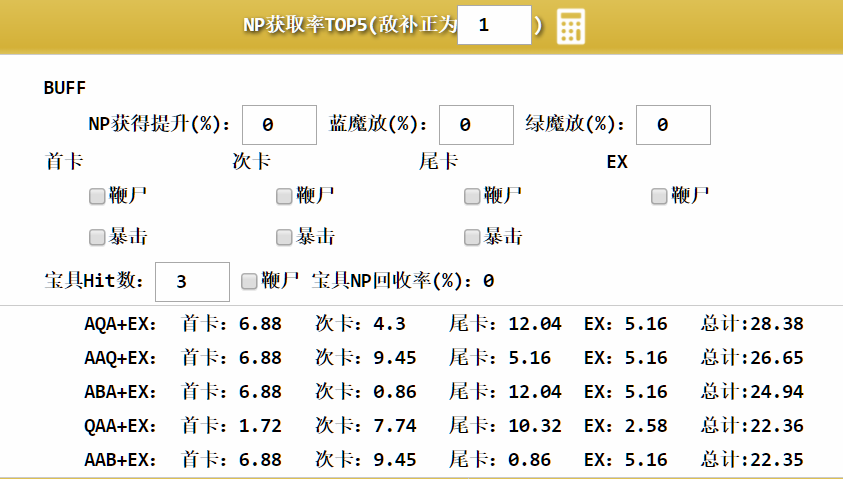 NP获取率TOP5(敌补正为 1 )
BUFF
NP获得提升(%): 0 蓝魔放(%): 0 绿魔放(%): 0
首卡 次卡 尾卡 EX
鞭尸 鞭尸 鞭尸 鞭尸
暴击 暴击 暴击
宝具Hit数: 3 鞭尸 宝具NP回收率(%): 0
AQA+EX: 首卡: 6.88 次卡: 4.3 尾卡: 12.04 EX: 5.16 总计:28.38
AAQ+EX: 首卡: 6.88 次卡: 9.45 尾卡: 5.16 EX: 5.16 总计:26.65
ABA+EX: 首卡: 6.88 次卡: 0.86 尾卡: 12.04 EX: 5.16 总计:24.94
QAA+EX: 首卡: 1.72 次卡: 7.74 尾卡: 10.32 EX: 2.58 总计:22.36
AAB+EX: 首卡: 6.88 次卡: 9.45 尾卡: 0.86 EX: 5.16 总计:22.35